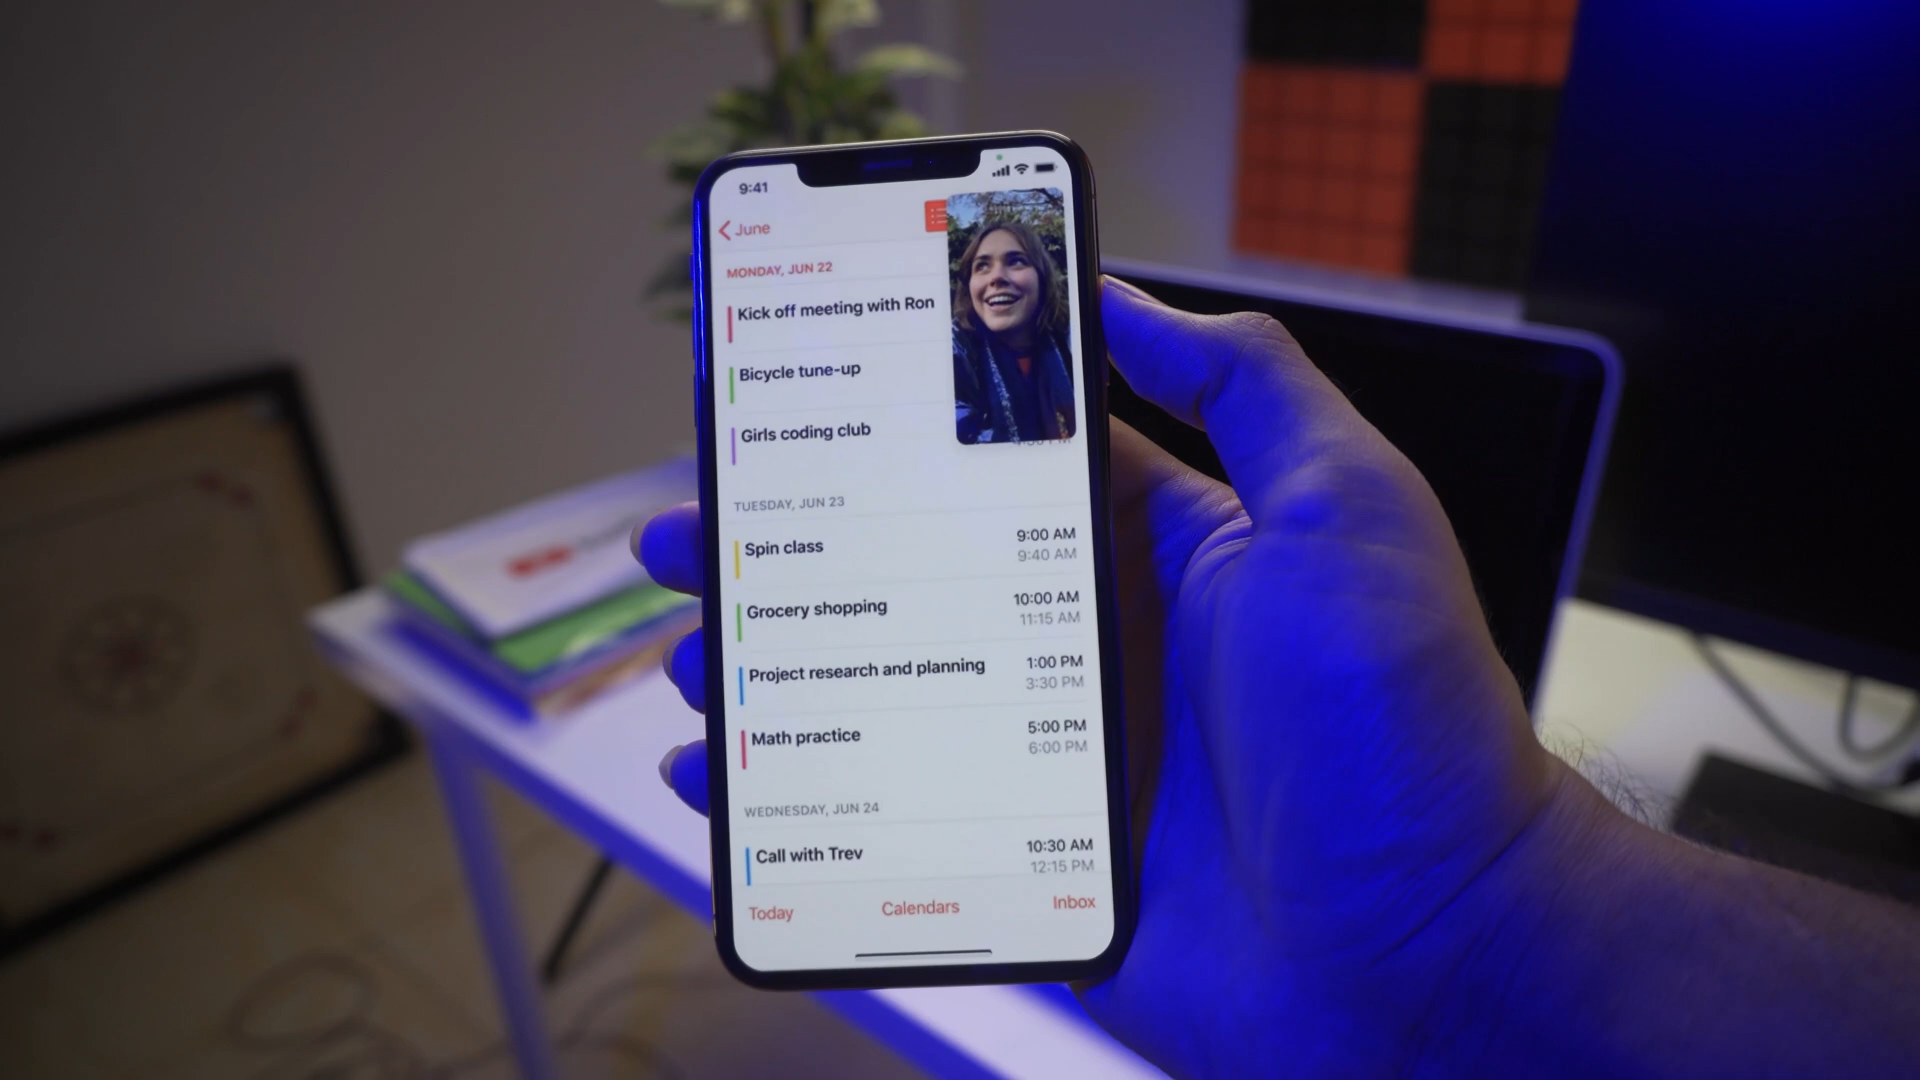 9:41
June
MONDAY, JUN 22
Kick off meeting with Ron
Bicycle tune-up
Girls coding club
TUESDAY, JUN 23
Spin class 9:00 AM
9:40 AM
Grocery shopping 10:00 AM
11:15 AM
Project research and planning 1:00 PM
3:30 PM
Math practice 5:00 PM
6:00 PM
WEDNESDAY, JUN 24
Call with Trev 10:30 AM
12:15 PM
Today Calendars Inbox